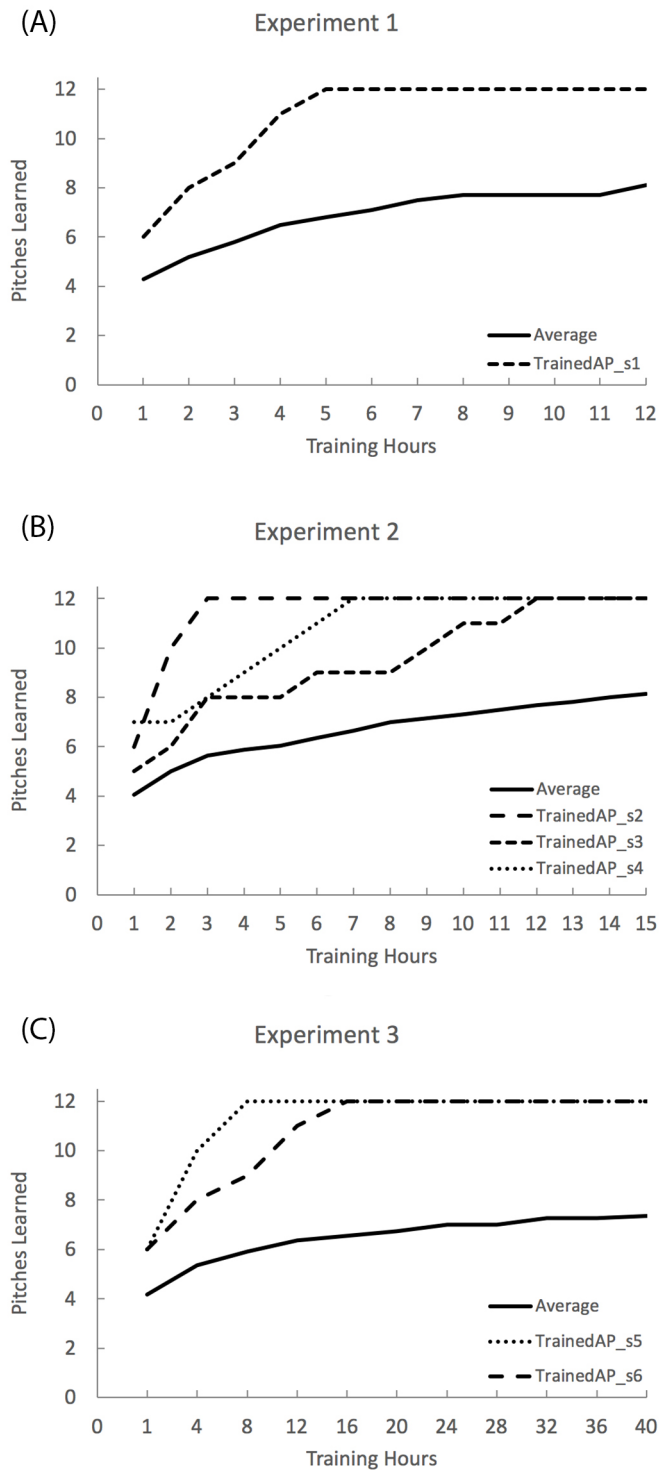 (A)
Experiment 1
Pitches Learned
12
10
8
6
4
2
0
Average
TrainedAP_s1
0 1 2 3 4 5 6 7 8 9 10 11 12
Training Hours
(B)
Experiment 2
Pitches Learned
12
10
8
6
4
2
0
Average
TrainedAP_s2
TrainedAP_s3
TrainedAP_s4
0 1 2 3 4 5 6 7 8 9 10 11 12 13 14 15
Training Hours
(C)
Experiment 3
Pitches Learned
12
10
8
6
4
2
0
Average
TrainedAP_s5
TrainedAP_s6
0 1 4 8 12 16 20 24 28 32 36 40
Training Hours